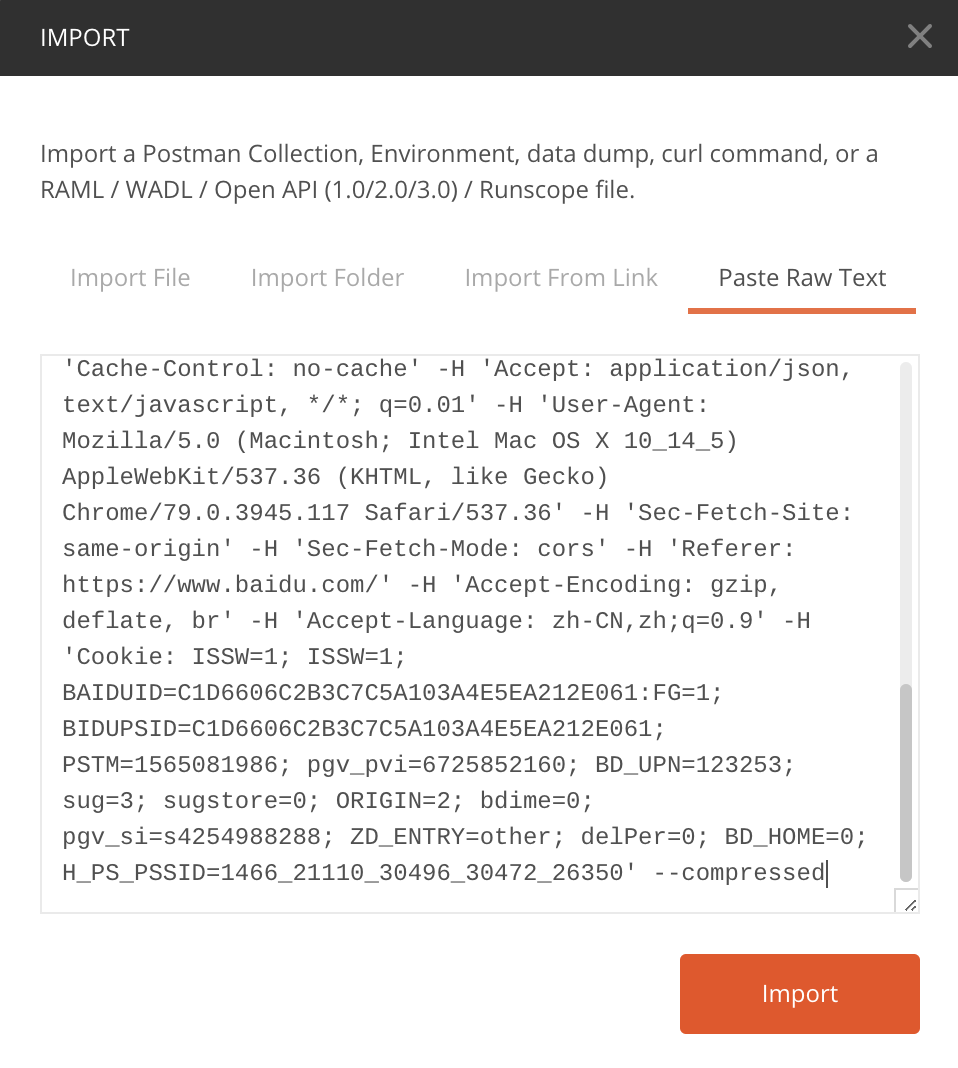 IMPORT
Import a Postman Collection, Environment, data dump, curl command, or a
RAML / WADL / Open API (1.0/2.0/3.0) / Runscope file.
Import File Import Folder Import From Link Paste Raw Text
'Cache-Control: no-cache' -H 'Accept: application/json,
text/javascript, */*; q=0.01' -H 'User-Agent:
Mozilla/5.0 (Macintosh; Intel Mac OS X 10_14_5)
AppleWebKit/537.36 (KHTML, like Gecko)
Chrome/79.0.3945.117 Safari/537.36' -H 'Sec-Fetch-Site:
same-origin' -H 'Sec-Fetch-Mode: cors' -H 'Referer:
https://www.baidu.com/' -H 'Accept-Encoding: gzip,
deflate, br' -H 'Accept-Language: zh-CN,zh;q=0.9' -H
'Cookie: ISSW=1; ISSW=1;
BAIDUID=C1D6606C2B3C7C5A103A4E5EA212E061:FG=1;
BIDUPSID=C1D6606C2B3C7C5A103A4E5EA212E061;
PSTM=1565081986; pgv_pvi=6725852160; BD_UPN=123253;
sug=3; sugstore=0; ORIGIN=2; bdime=0;
pgv_si=s4254988288; ZD_ENTRY=other; delPer=0; BD_HOME=0;
H_PS_PSSID=1466_21110_30496_30472_26350' --compressed
Import